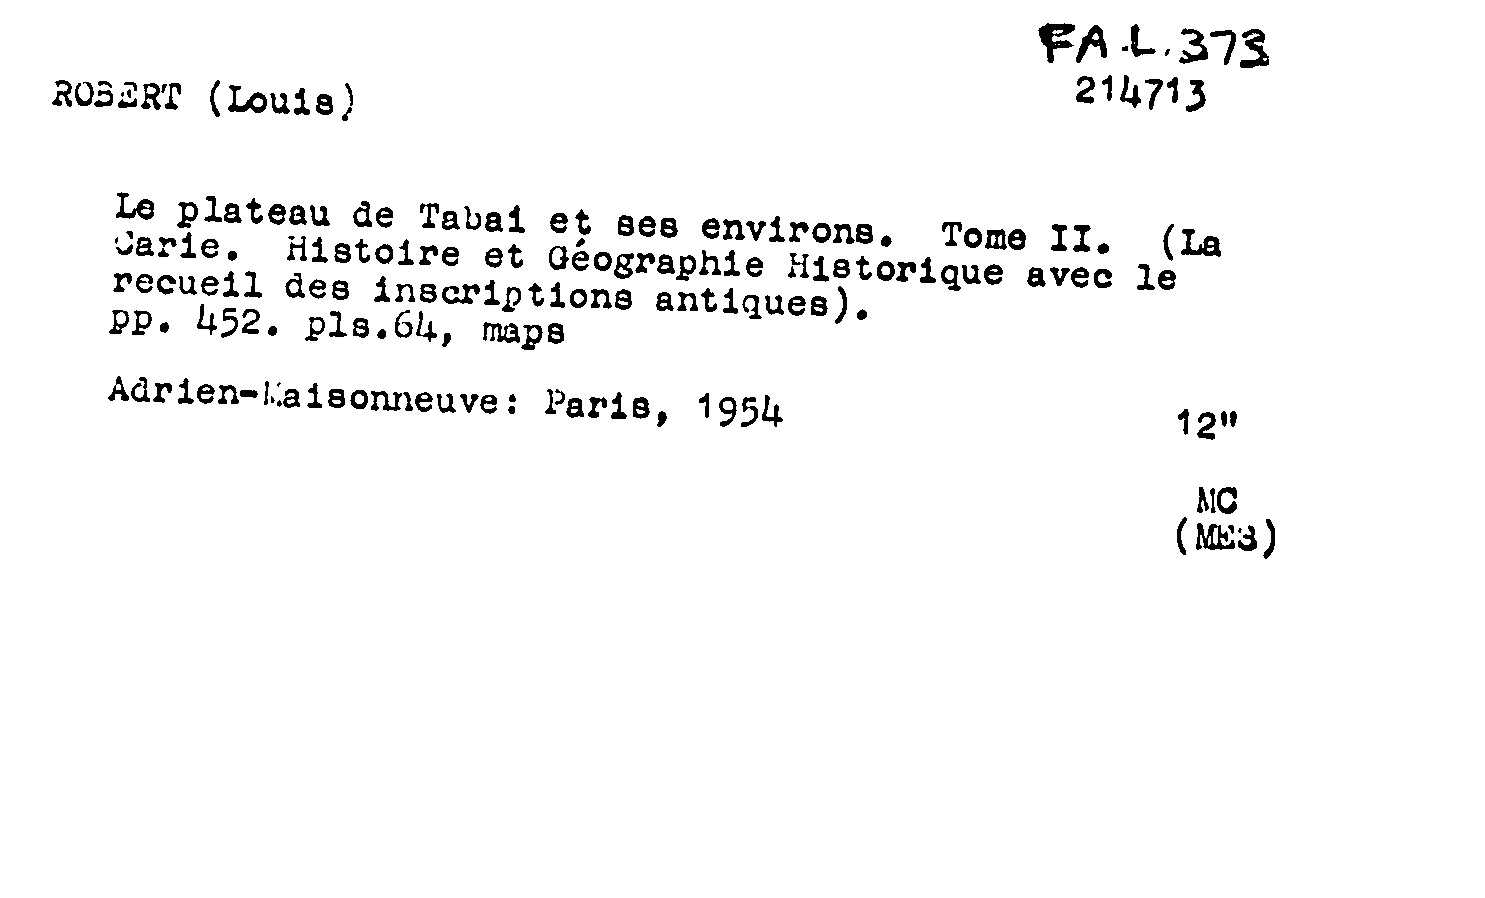 FA.L.373
214713
ROBERT (Louis)
Le plateau de Tabai et ses environs. Tome II. (La
Carie. Histoire et Géographie Historique avec le
recueil des inscriptions antiques).
pp. 452. pls.64, maps
Adrien-Maisonneuve: Paris, 1954
12"
MC
(MES)